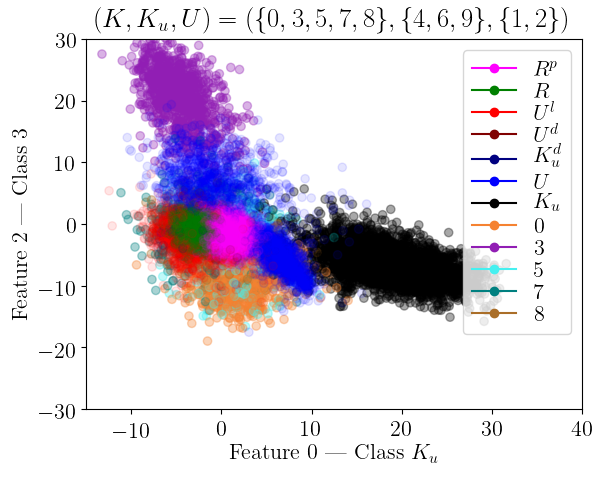 (K, K_u, U) = ({0, 3, 5, 7, 8}, {4, 6, 9}, {1, 2})
Feature 2 — Class 3
30
20
10
0
−10
−20
−30
R^p
R
U^l
U^d
K_u^d
U
K_u
0
3
5
7
8
−10 0 10 20 30 40
Feature 0 — Class K_u